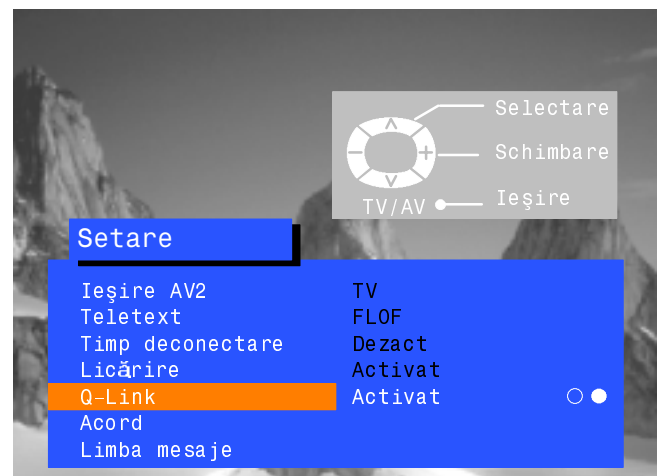 Selectare
Schimbare
TV/AV Ieşire
Setare
Ieşire AV2 TV
Teletext FLOF
Timp deconectare Dezact
Licărire Activat
Q-Link Activat
Acord
Limba mesaje